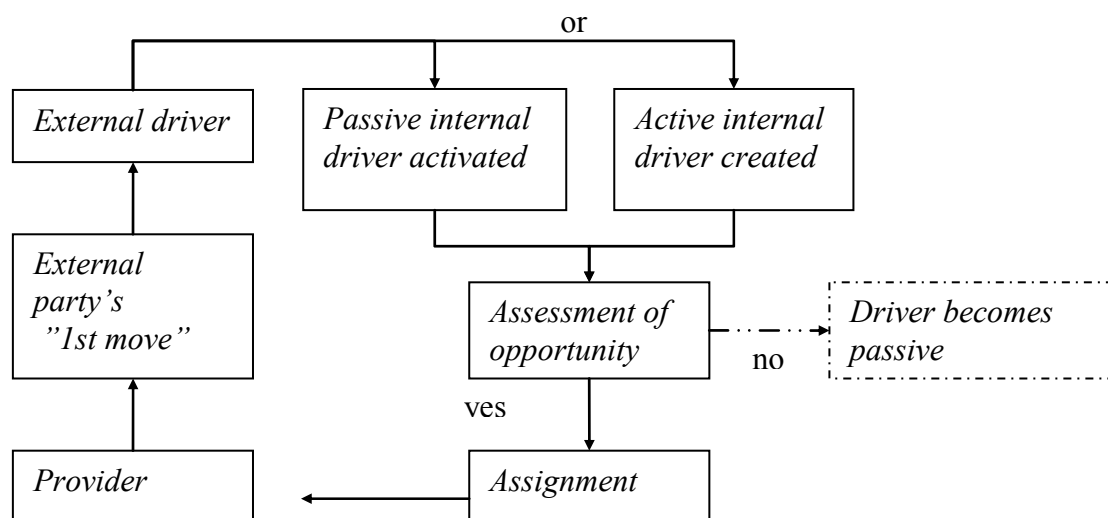 or
External driver
Passive internal
driver activated
Active internal
driver created
External
party’s
”1st move”
Assessment of
opportunity
no
Driver becomes
passive
ves
Provider
Assignment